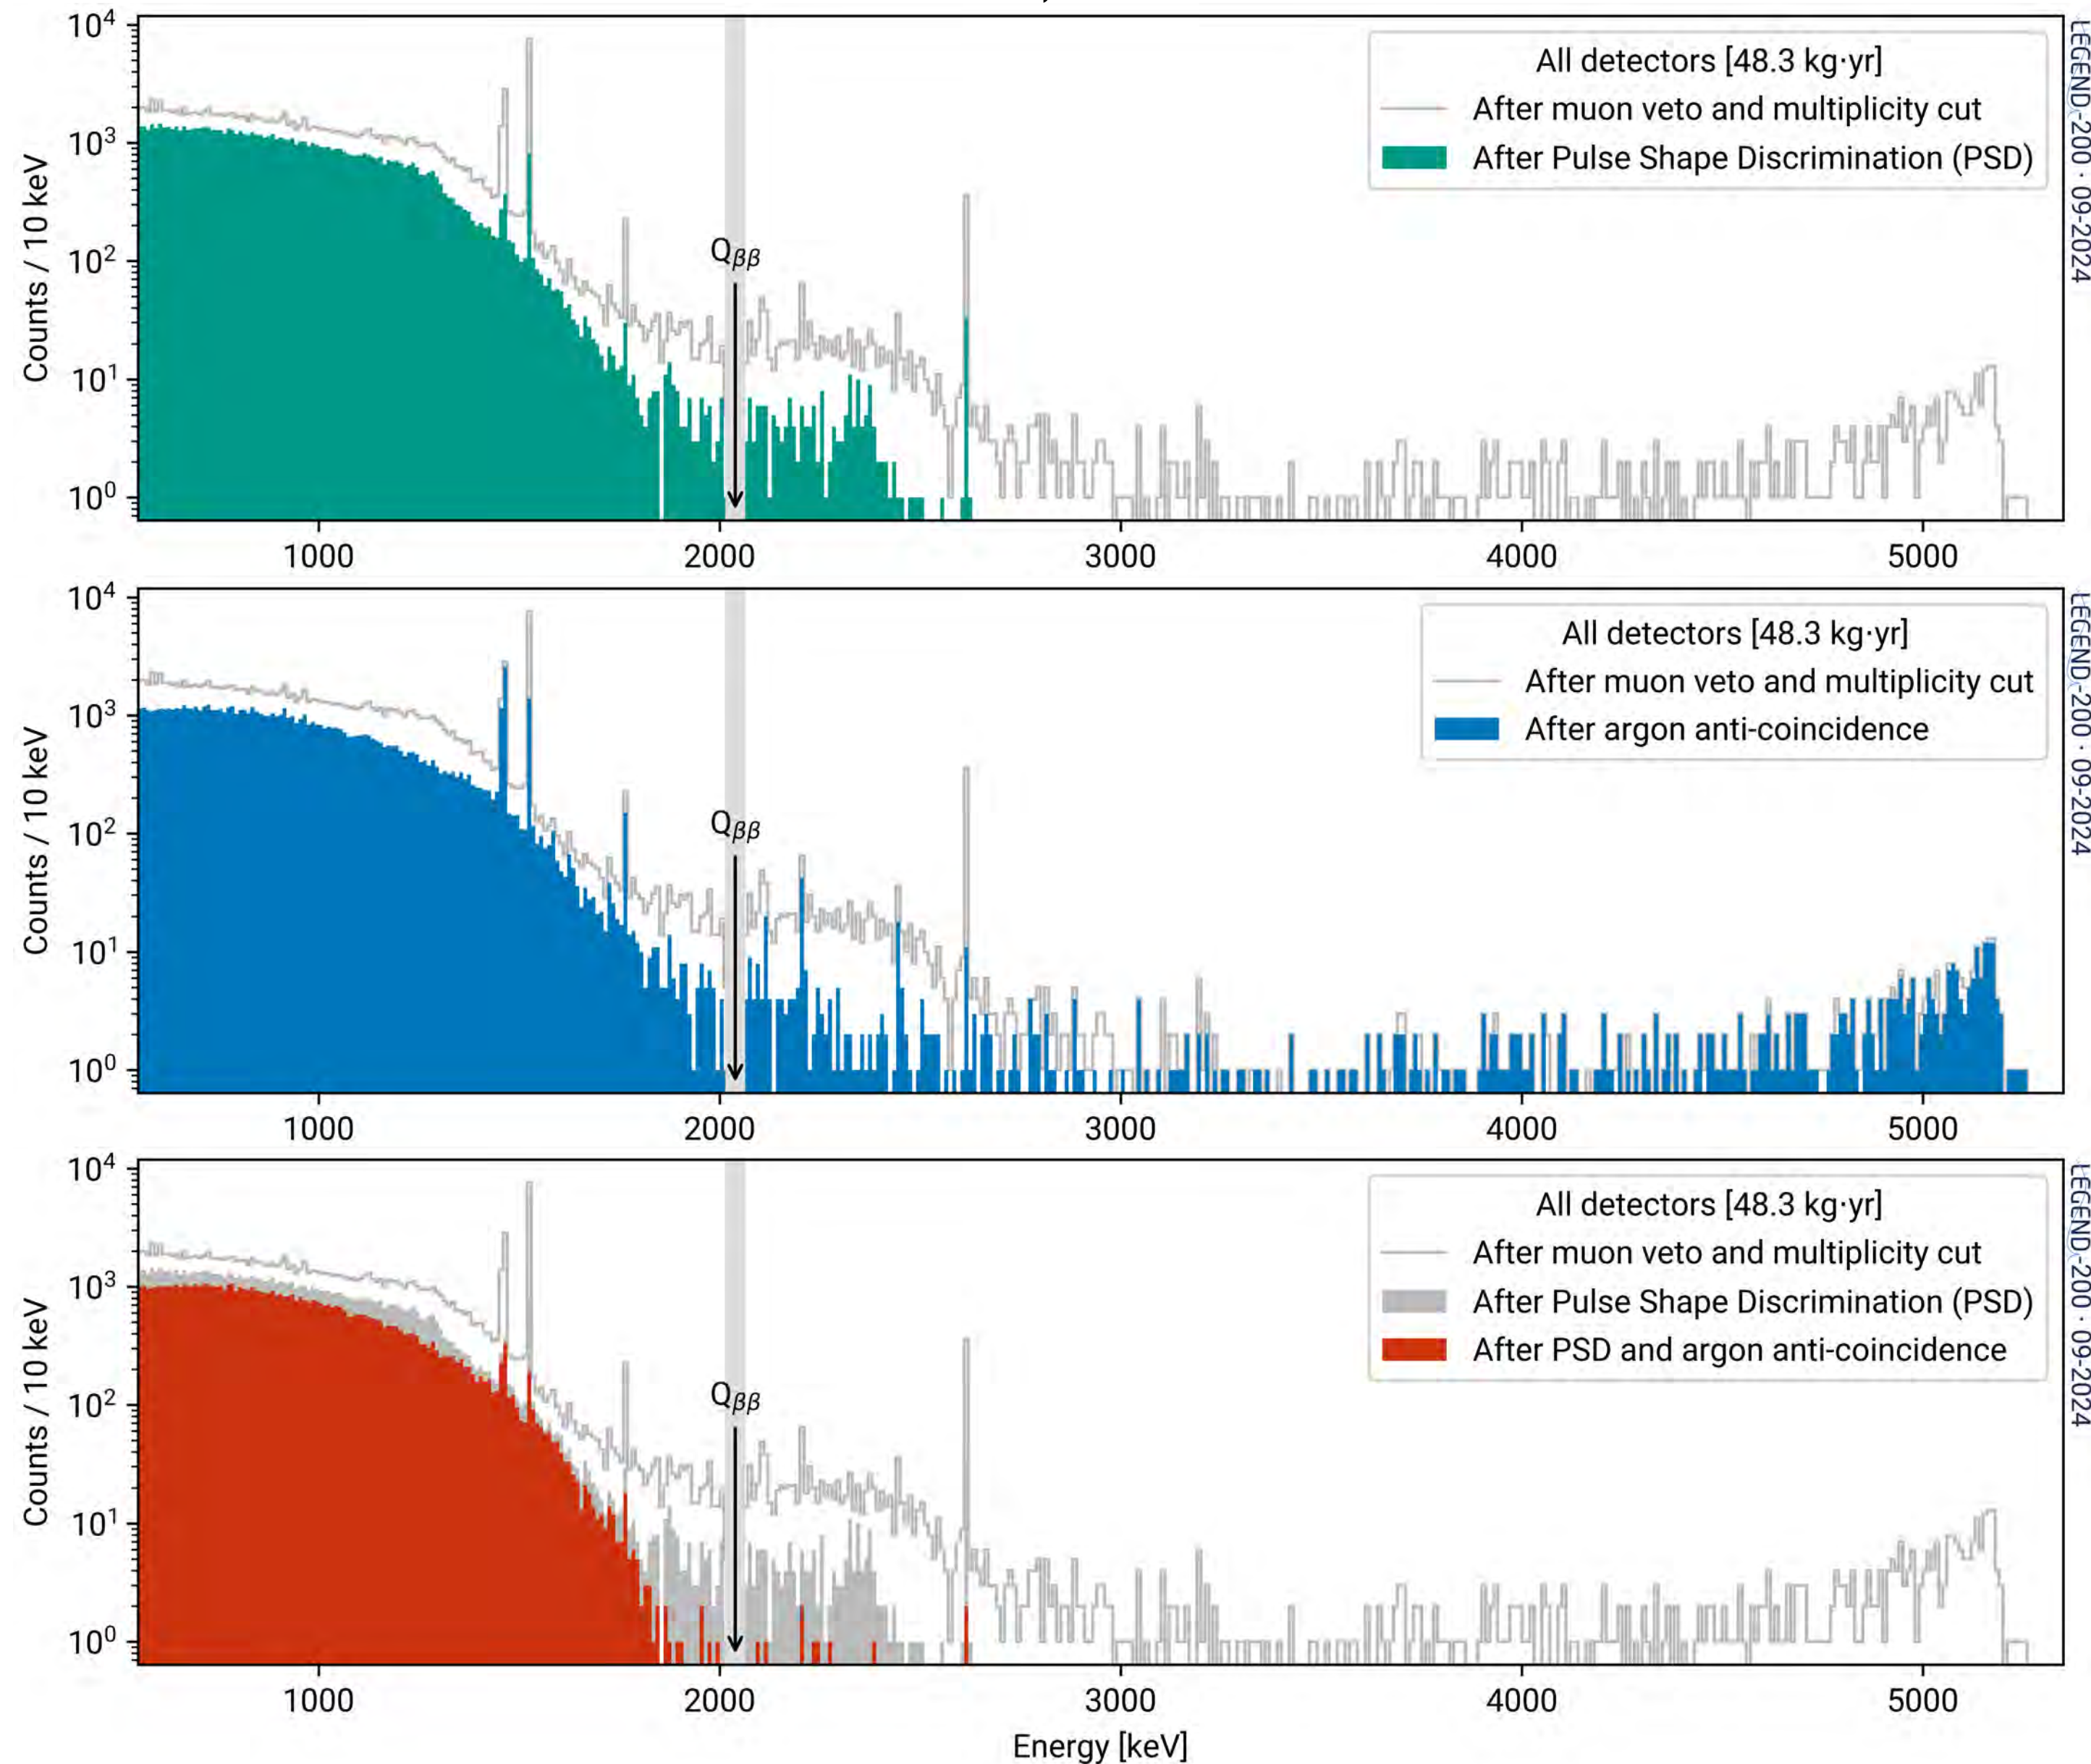 10⁴
10³
10²
10¹
10⁰
Counts / 10 keV
Qββ
All detectors [48.3 kg·yr]
After muon veto and multiplicity cut
After Pulse Shape Discrimination (PSD)
LEGEND-200 · 09-2024
1000 2000 3000 4000 5000
10⁴
10³
10²
10¹
10⁰
Counts / 10 keV
Qββ
All detectors [48.3 kg·yr]
After muon veto and multiplicity cut
After argon anti-coincidence
LEGEND-200 · 09-2024
1000 2000 3000 4000 5000
10⁴
10³
10²
10¹
10⁰
Counts / 10 keV
Qββ
All detectors [48.3 kg·yr]
After muon veto and multiplicity cut
After Pulse Shape Discrimination (PSD)
After PSD and argon anti-coincidence
LEGEND-200 · 09-2024
1000 2000 3000 4000 5000
Energy [keV]